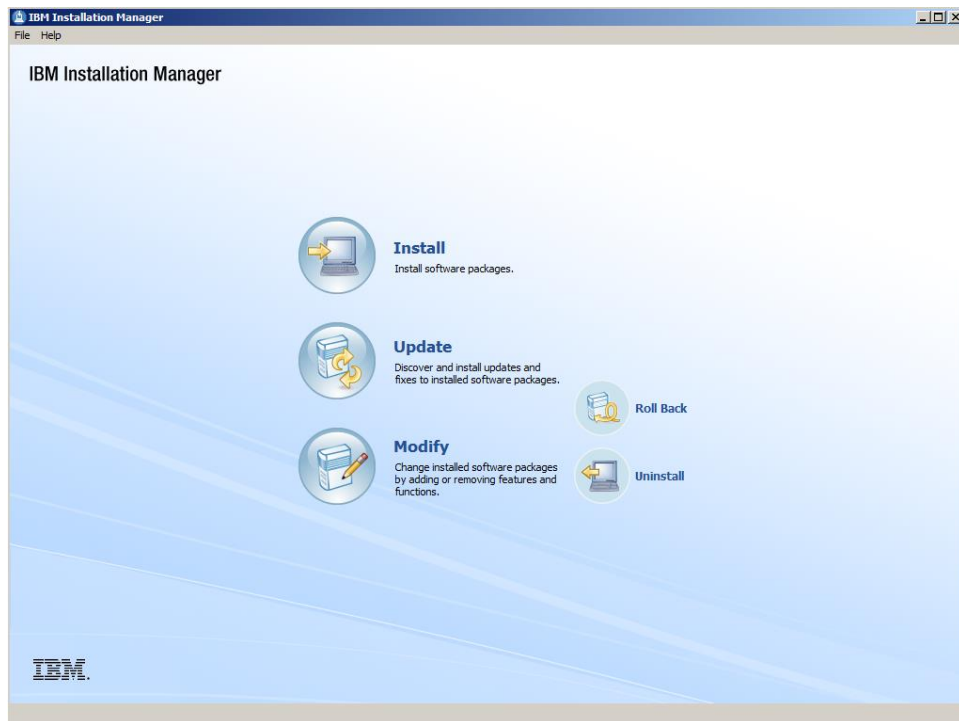 IBM Installation Manager
File Help
IBM Installation Manager
Install
Install software packages.
Update
Discover and install updates and
fixes to installed software packages.
Roll Back
Modify
Change installed software packages
by adding or removing features and
functions.
Uninstall
IBM.